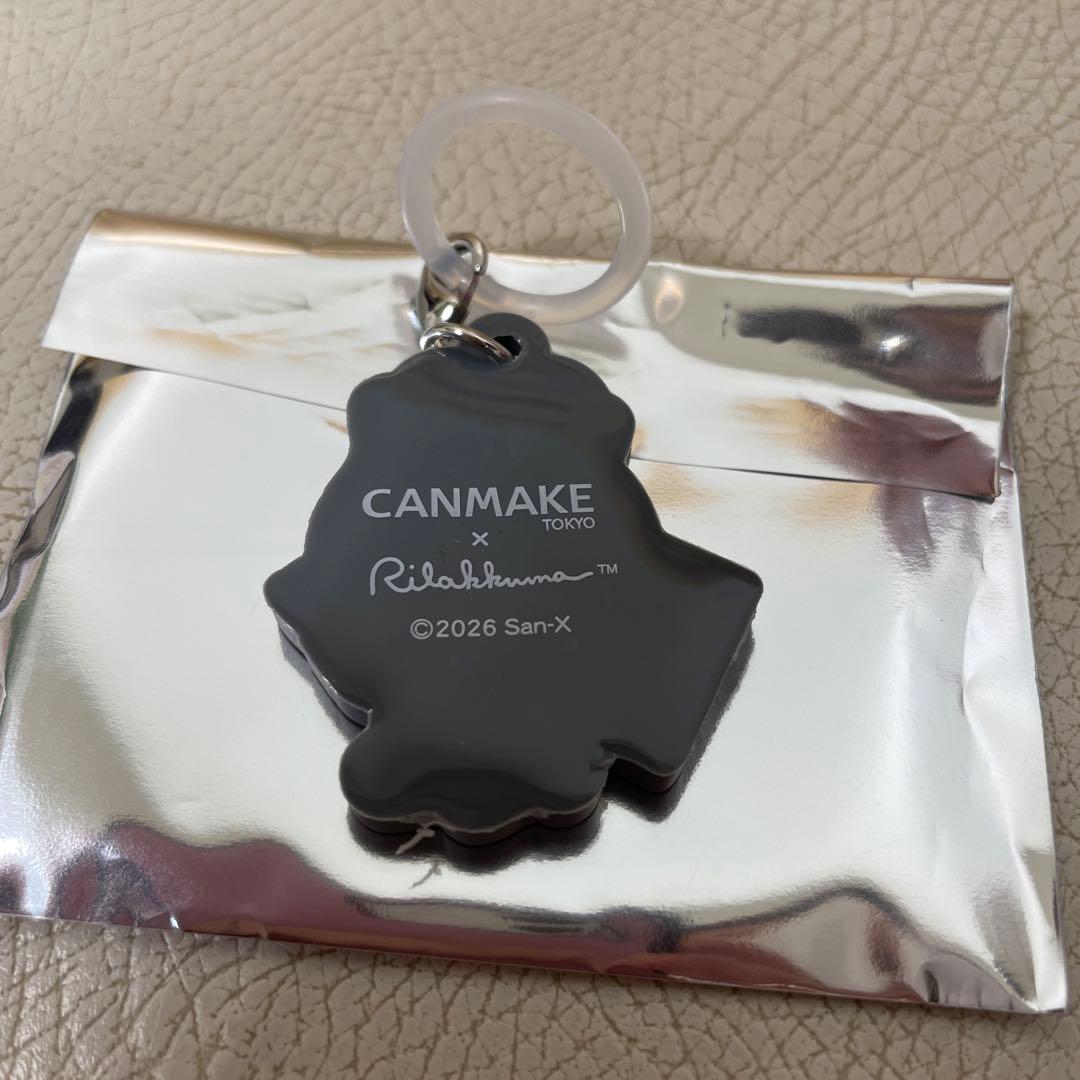 CANMAKE
TOKYO
×
Rilakkuma™
©2026 San-X